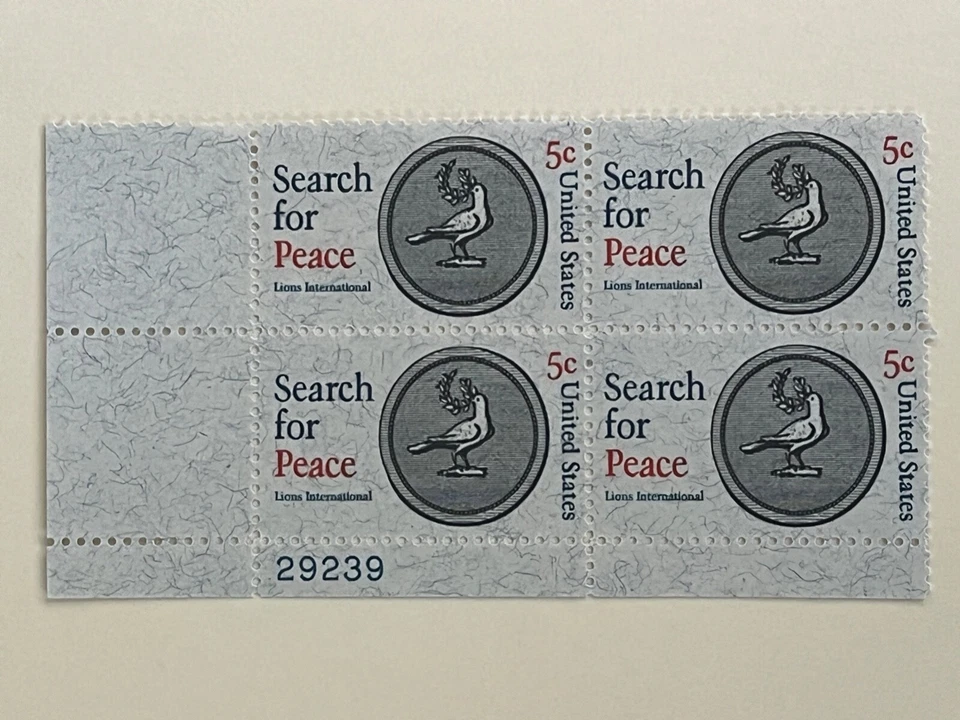 Search
for
Peace
Lions International
5c
United States
Search
for
Peace
Lions International
5c
United States
Search
for
Peace
Lions International
5c
United States
Search
for
Peace
Lions International
5c
United States
29239